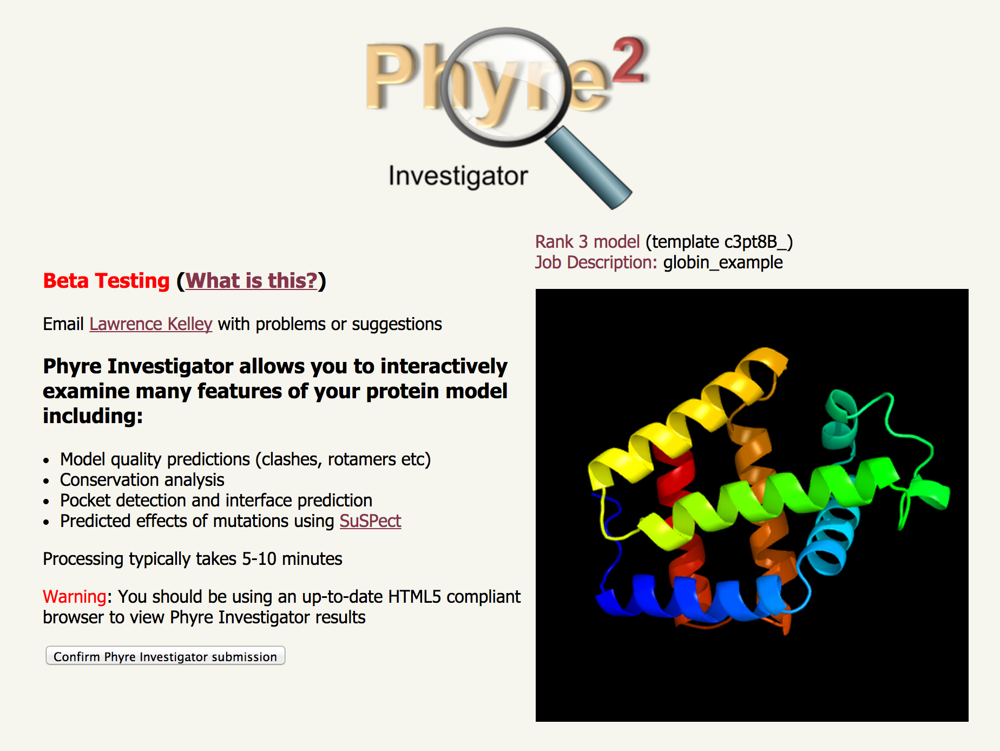 Phyre2
Investigator
Rank 3 model (template c3pt8B_)
Job Description: globin_example
Beta Testing (What is this?)
Email Lawrence Kelley with problems or suggestions
Phyre Investigator allows you to interactively
examine many features of your protein model
including:
• Model quality predictions (clashes, rotamers etc)
• Conservation analysis
• Pocket detection and interface prediction
• Predicted effects of mutations using SuSPect
Processing typically takes 5-10 minutes
Warning: You should be using an up-to-date HTML5 compliant
browser to view Phyre Investigator results
Confirm Phyre Investigator submission